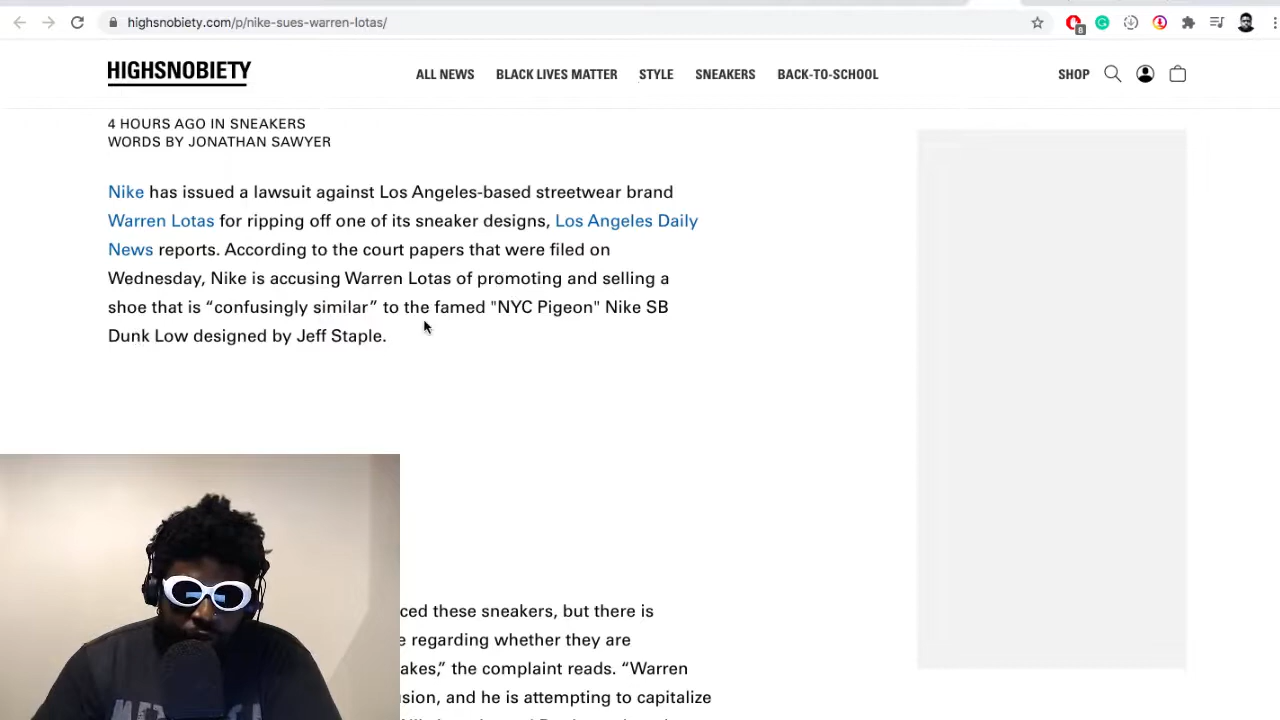 highsnobiety.com/p/nike-sues-warren-lotas/
8
HIGHSNOBIETY
ALL NEWS
BLACK LIVES MATTER
STYLE
SNEAKERS
BACK-TO-SCHOOL
SHOP
4 HOURS AGO IN SNEAKERS
WORDS BY JONATHAN SAWYER
Nike has issued a lawsuit against Los Angeles-based streetwear brand
Warren Lotas for ripping off one of its sneaker designs, Los Angeles Daily
News reports. According to the court papers that were filed on
Wednesday, Nike is accusing Warren Lotas of promoting and selling a
shoe that is “confusingly similar” to the famed "NYC Pigeon" Nike SB
Dunk Low designed by Jeff Staple.
ced these sneakers, but there is
e regarding whether they are
akes,” the complaint reads. “Warren
sion, and he is attempting to capitalize